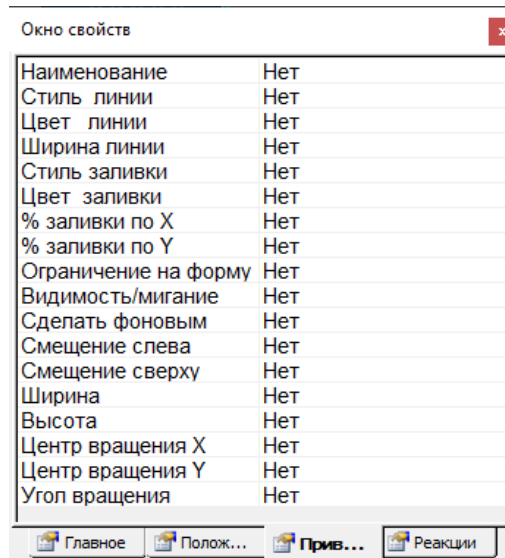 Окно свойств
x
Наименование Нет
Стиль линии Нет
Цвет линии Нет
Ширина линии Нет
Стиль заливки Нет
Цвет заливки Нет
% заливки по X Нет
% заливки по Y Нет
Ограничение на форму Нет
Видимость/мигание Нет
Сделать фоновым Нет
Смещение слева Нет
Смещение сверху Нет
Ширина Нет
Высота Нет
Центр вращения X Нет
Центр вращения Y Нет
Угол вращения Нет
Главное Полож... Прив... Реакции